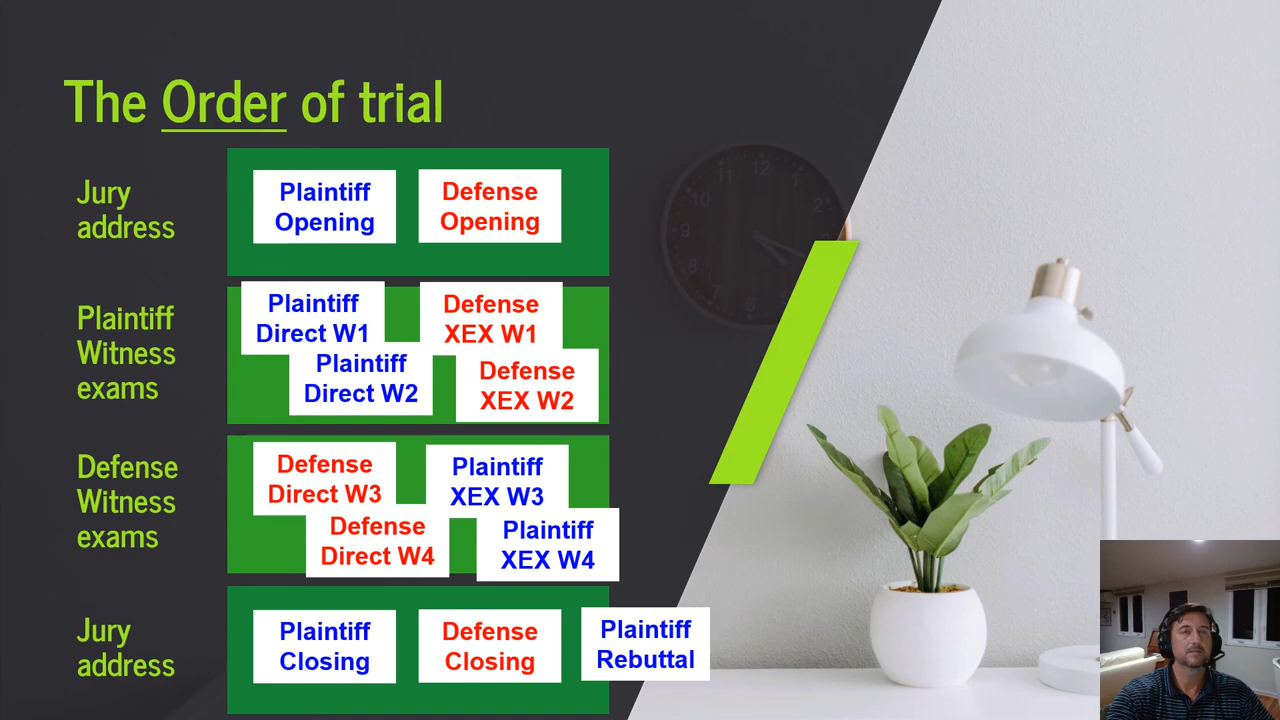 The Order of trial
Jury
address
Plaintiff
Opening
Defense
Opening
Plaintiff
Witness
exams
Plaintiff
Direct W1
Defense
XEX W1
Plaintiff
Direct W2
Defense
XEX W2
Defense
Witness
exams
Defense
Direct W3
Plaintiff
XEX W3
Defense
Direct W4
Plaintiff
XEX W4
Jury
address
Plaintiff
Closing
Defense
Closing
Plaintiff
Rebuttal